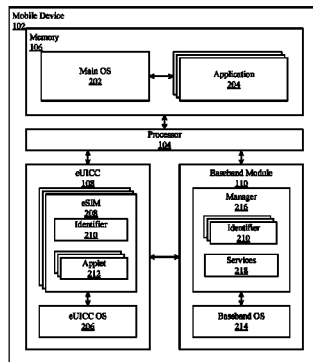 Mobile Device
102
Memory
106
Main OS
202
Application
204
Processor
104
eUICC
108
eSIM
208
Identifier
210
Applet
212
eUICC OS
206
Baseband Module
110
Manager
216
Identifier
210
Services
218
Baseband OS
214